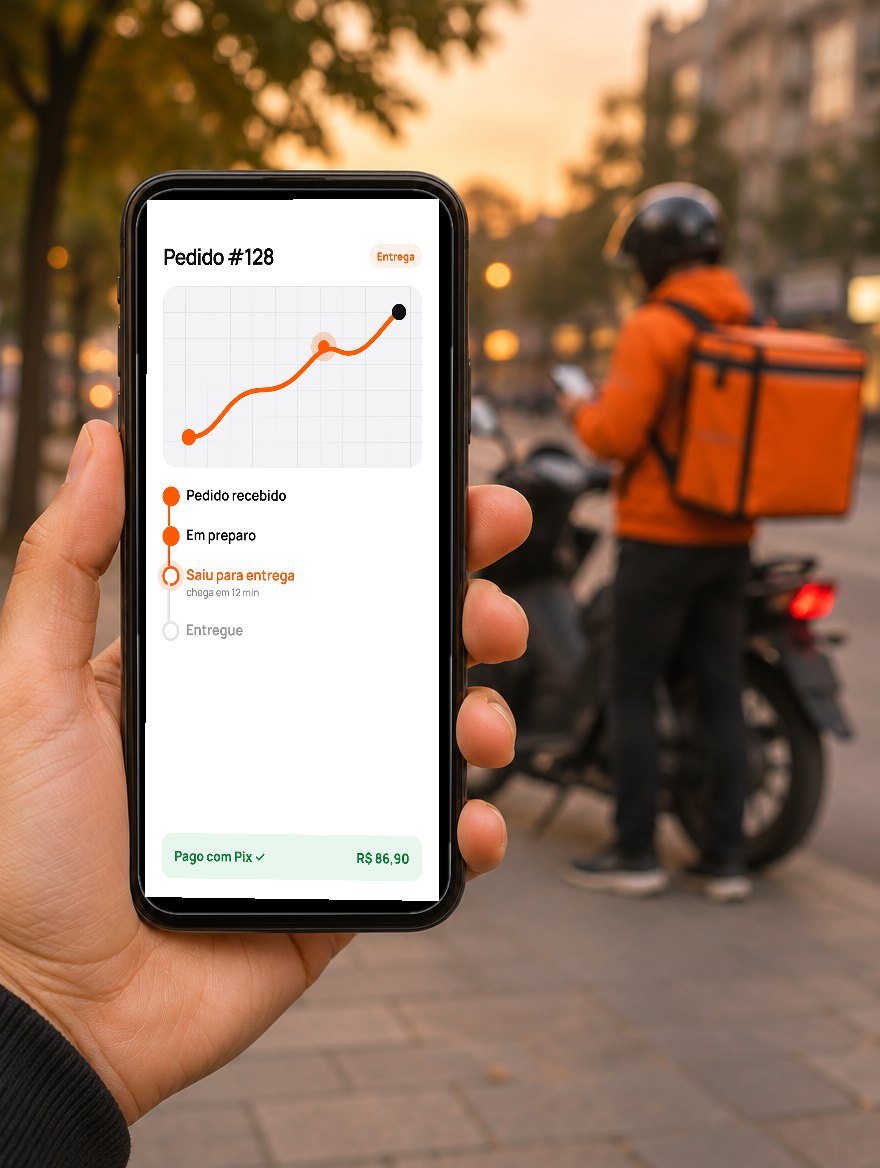 Pedido #128
Entrega
Pedido recebido
Em preparo
Saiu para entrega
chega em 12 min
Entregue
Pago com Pix ✓
R$ 86,90